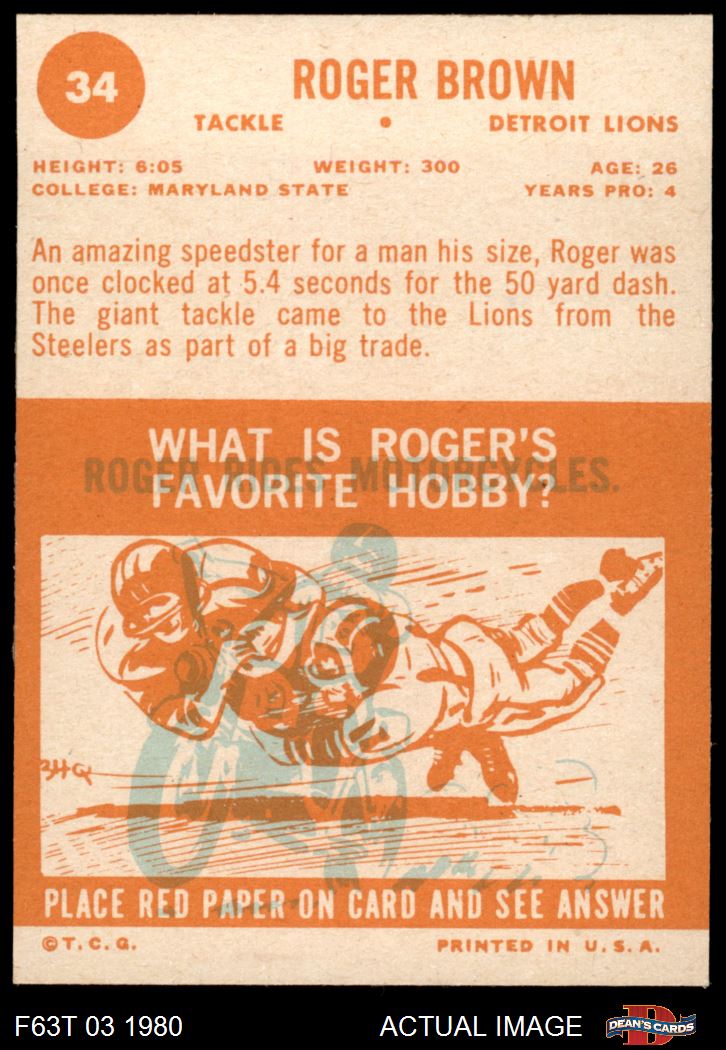 34
ROGER BROWN
TACKLE • DETROIT LIONS
HEIGHT: 6:05 WEIGHT: 300 AGE: 26
COLLEGE: MARYLAND STATE YEARS PRO: 4
An amazing speedster for a man his size, Roger was
once clocked at 5.4 seconds for the 50 yard dash.
The giant tackle came to the Lions from the
Steelers as part of a big trade.
WHAT IS ROGER'S
ROGER RIDES MOTORCYCLES.
FAVORITE HOBBY?
PLACE RED PAPER ON CARD AND SEE ANSWER
©T.C.G. PRINTED IN U.S.A.
F63T 03 1980 ACTUAL IMAGE DEAN'S CARDS